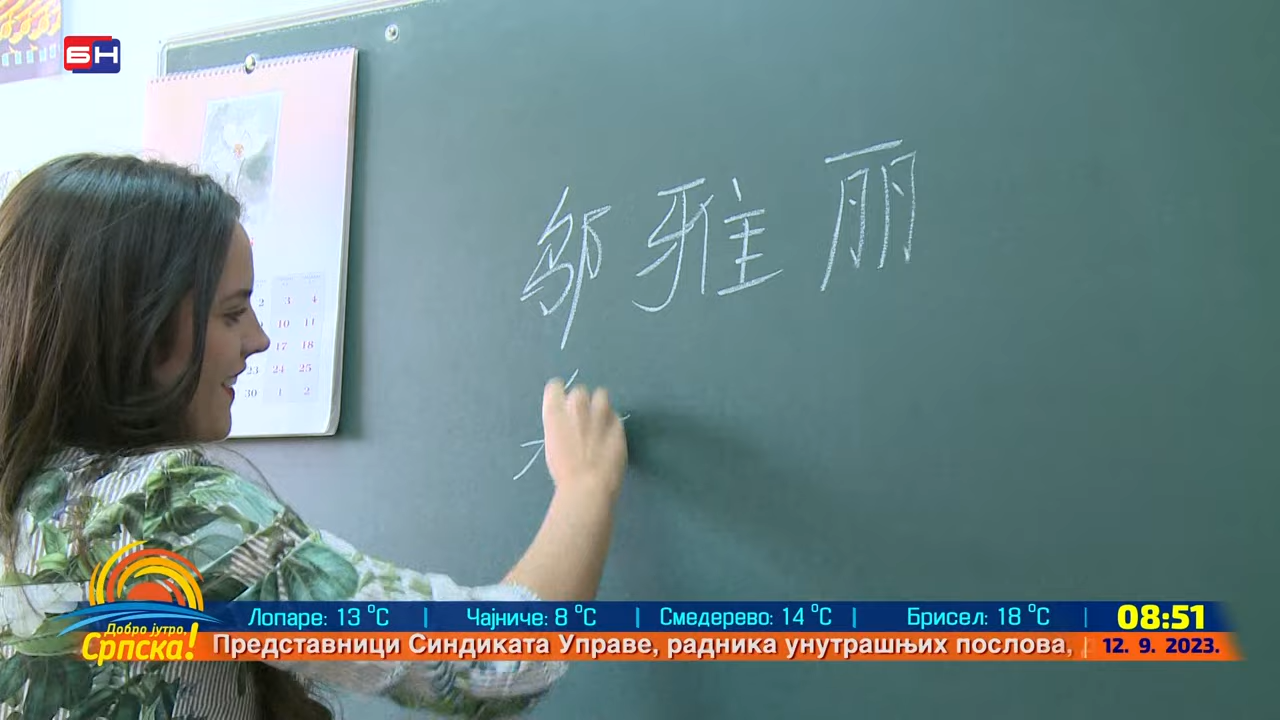 БН
邬雅丽
2 3 4
10 11
17 18
23 24 25
30 1 2
Лопаре: 13 °C | Чајниче: 8 °C | Смедерево: 14 °C | Брисел: 18 °C |
08:51
Добро јутро,
Српска!
Представници Синдиката Управе, радника унутрашњих послова,
12. 9. 2023.